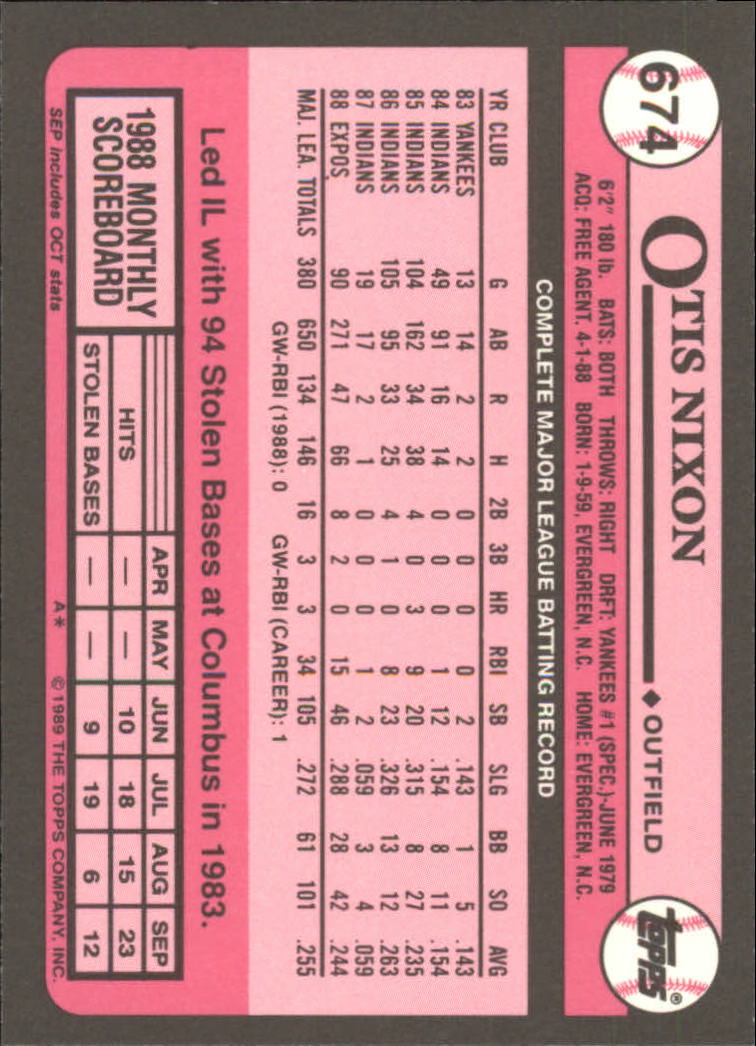 674
OTIS NIXON ◆ OUTFIELD
topps®
6'2" 180 lb. BATS: BOTH THROWS: RIGHT DRFT: YANKEES #1 (SPEC.)-JUNE 1979
ACQ: FREE AGENT, 4-1-88 BORN: 1-9-59, EVERGREEN, N.C. HOME: EVERGREEN, N.C.
COMPLETE MAJOR LEAGUE BATTING RECORD
YR CLUB G AB R H 2B 3B HR RBI SB SLG BB SO AVG
83 YANKEES 13 14 2 2 0 0 0 0 2 .143 1 5 .143
84 INDIANS 49 91 16 14 0 0 0 1 12 .154 8 11 .154
85 INDIANS 104 162 34 38 4 0 3 9 20 .315 8 27 .235
86 INDIANS 105 95 33 25 4 1 0 8 23 .326 13 12 .263
87 INDIANS 19 17 2 1 0 0 0 1 2 .059 3 4 .059
88 EXPOS 90 271 47 66 8 2 0 15 46 .288 28 42 .244
MAJ. LEA. TOTALS 380 650 134 146 16 3 3 34 105 .272 61 101 .255
GW-RBI (1988): 0 GW-RBI (CAREER): 1
Led IL with 94 Stolen Bases at Columbus in 1983.
1988 MONTHLY
SCOREBOARD
APR MAY JUN JUL AUG SEP
HITS — — 10 18 15 23
STOLEN BASES — — 9 19 6 12
SEP includes OCT stats
A* © 1989 THE TOPPS COMPANY, INC.